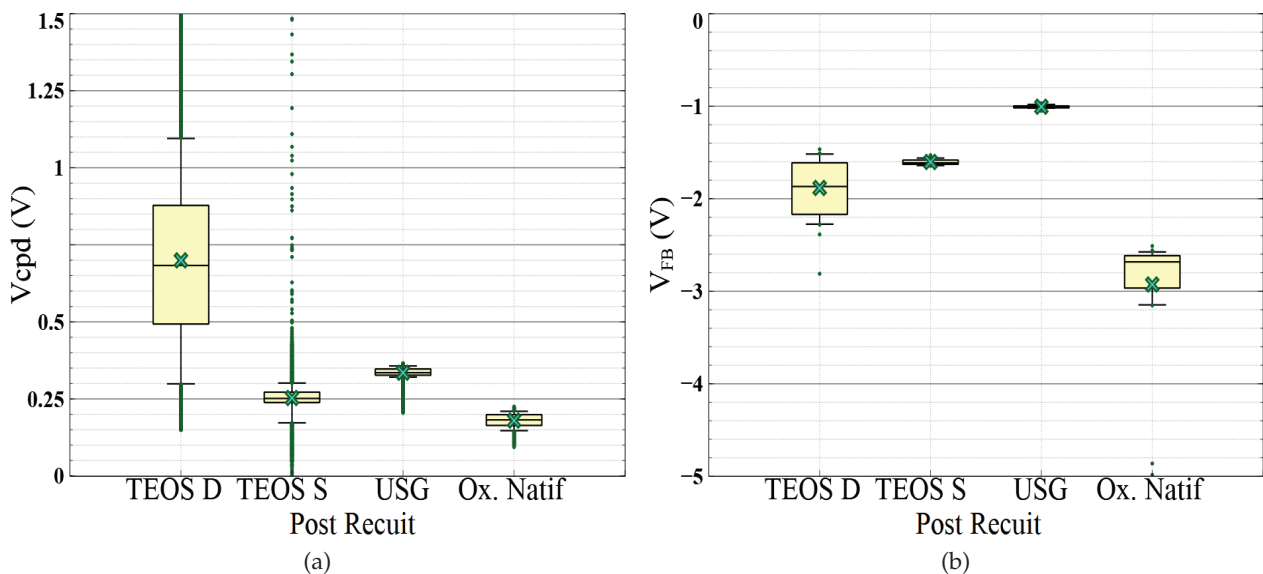 1.5
1.25
1
0.5
0.25
0
Vcpd (V)
TEOS D TEOS S USG Ox. Natif
Post Recuit
(a)
0
−1
−2
−3
−4
−5
V_FB (V)
TEOS D TEOS S USG Ox. Natif
Post Recuit
(b)